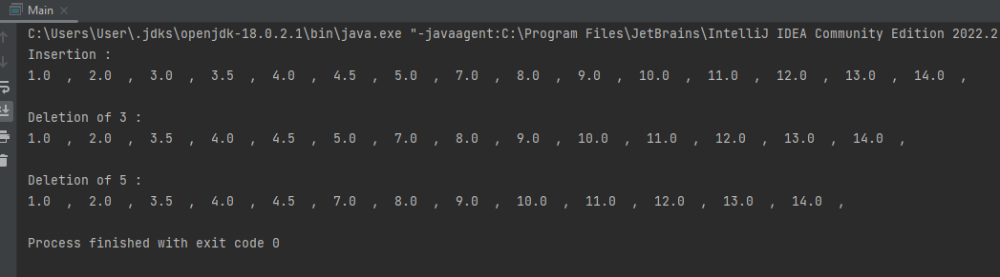 Main
C:\Users\User\.jdks\openjdk-18.0.2.1\bin\java.exe "-javaagent:C:\Program Files\JetBrains\IntelliJ IDEA Community Edition 2022.2
Insertion :
1.0  ,  2.0  ,  3.0  ,  3.5  ,  4.0  ,  4.5  ,  5.0  ,  7.0  ,  8.0  ,  9.0  ,  10.0  ,  11.0  ,  12.0  ,  13.0  ,  14.0  ,
Deletion of 3 :
1.0  ,  2.0  ,  3.5  ,  4.0  ,  4.5  ,  5.0  ,  7.0  ,  8.0  ,  9.0  ,  10.0  ,  11.0  ,  12.0  ,  13.0  ,  14.0  ,
Deletion of 5 :
1.0  ,  2.0  ,  3.5  ,  4.0  ,  4.5  ,  7.0  ,  8.0  ,  9.0  ,  10.0  ,  11.0  ,  12.0  ,  13.0  ,  14.0  ,
Process finished with exit code 0